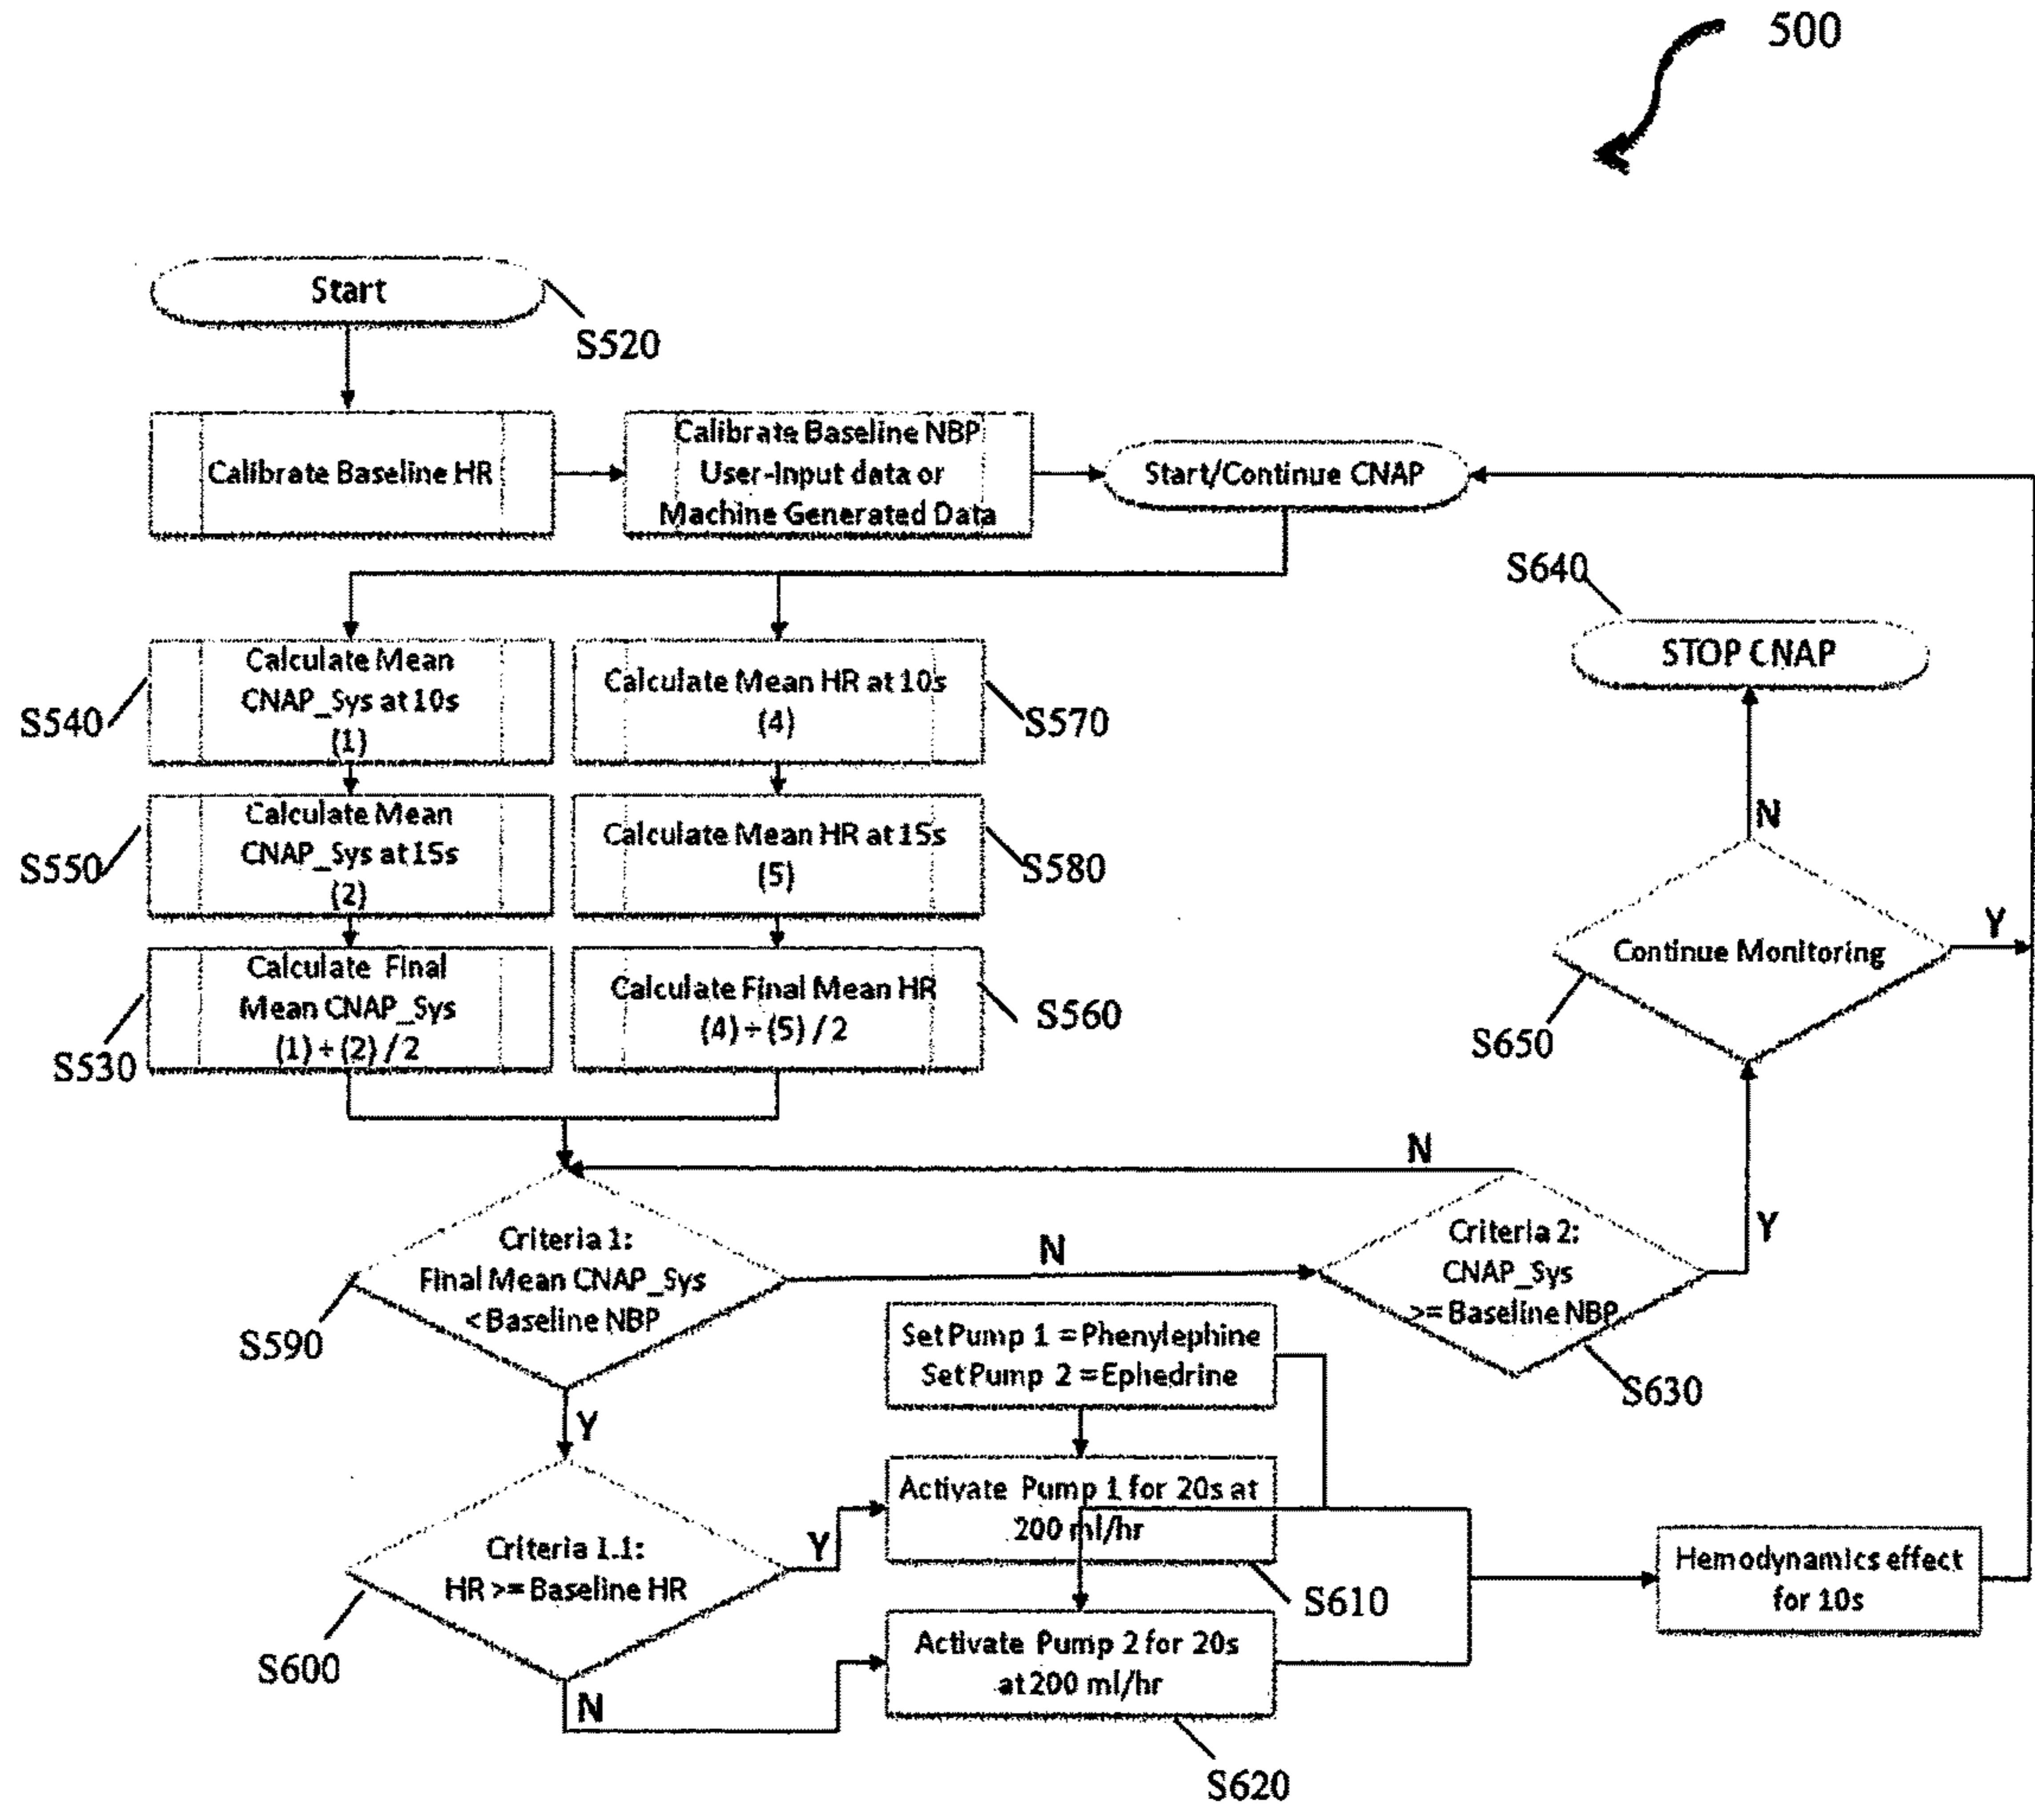 500
Start
S520
Calibrate Baseline HR
Calibrate Baseline NBP
User-Input data or
Machine Generated Data
Start/Continue CNAP
S640
STOP CNAP
Calculate Mean
CNAP_Sys at 10s
(1)
S540
Calculate Mean HR at 10s
(4)
S570
Calculate Mean
CNAP_Sys at 15s
(2)
S550
Calculate Mean HR at 15s
(5)
S580
Calculate Final
Mean CNAP_Sys
(1) + (2) / 2
S530
Calculate Final Mean HR
(4) ÷ (5) / 2
S560
N
Continue Monitoring
Y
S650
N
Criteria 1:
Final Mean CNAP_Sys
< Baseline NBP
S590
N
Criteria 2:
CNAP_Sys
>= Baseline NBP
S630
Y
Y
Set Pump 1 = Phenylephine
Set Pump 2 = Ephedrine
Criteria 1.1:
HR >= Baseline HR
S600
Y
Activate Pump 1 for 20s at
200 ml/hr
S610
N
Activate Pump 2 for 20s
at 200 ml/hr
S620
Hemodynamics effect
for 10s